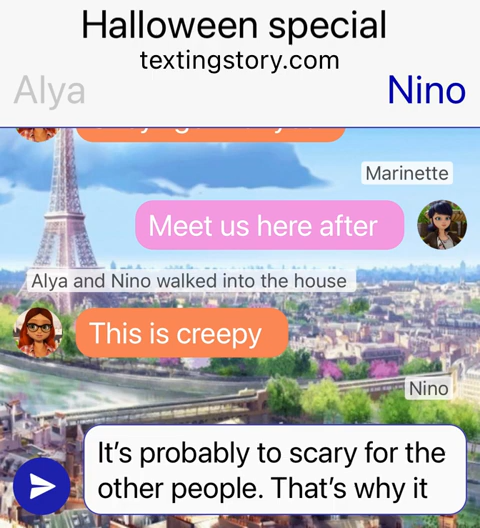 Halloween special
textingstory.com
Alya
Nino
Marinette
Meet us here after
Alya and Nino walked into the house
This is creepy
Nino
It's probably to scary for the
other people. That's why it